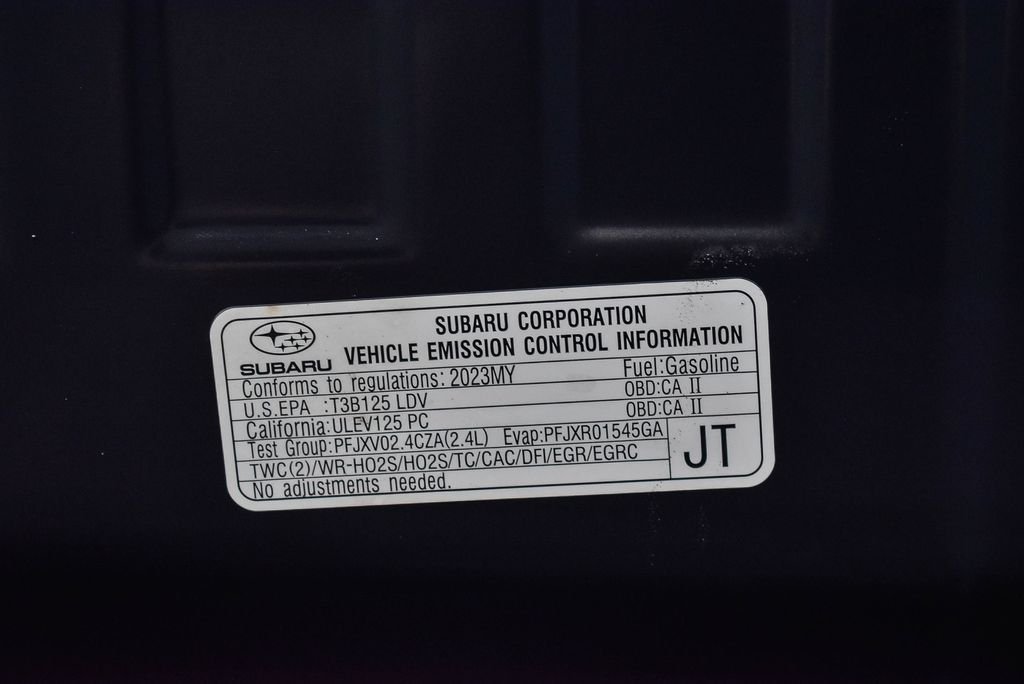 SUBARU CORPORATION
SUBARU VEHICLE EMISSION CONTROL INFORMATION
Conforms to regulations: 2023MY Fuel:Gasoline
U.S.EPA :T3B125 LDV OBD:CA II
California:ULEV125 PC OBD:CA II
Test Group:PFJXV02.4CZA(2.4L) Evap:PFJXR01545GA
TWC(2)/WR-HO2S/HO2S/TC/CAC/DFI/EGR/EGRC
No adjustments needed.
JT